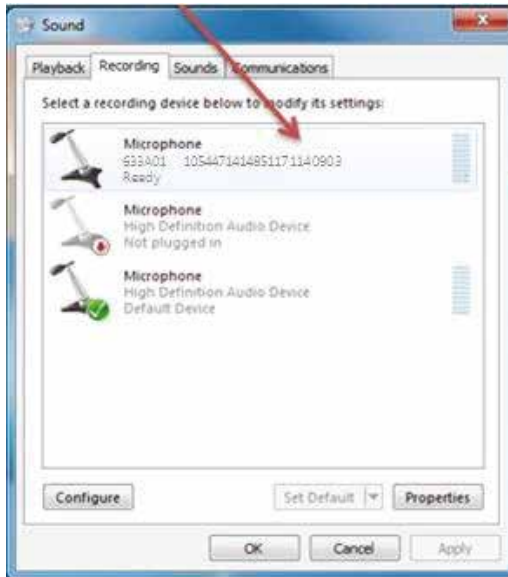 Sound
Playback Recording Sounds Communications
Select a recording device below to modify its settings:
Microphone
633A01 1054471414851171140903
Ready
Microphone
High Definition Audio Device
Not plugged in
Microphone
High Definition Audio Device
Default Device
Configure Set Default Properties
OK Cancel Apply